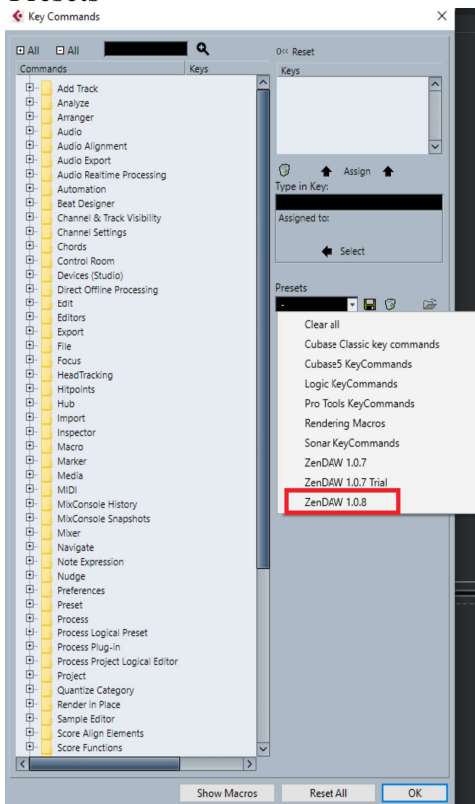 Presets
Key Commands
All
All
0<< Reset
Commands
Keys
Keys
Add Track
Analyze
Arranger
Audio
Audio Alignment
Audio Export
Audio Realtime Processing
Automation
Beat Designer
Channel & Track Visibility
Channel Settings
Chords
Control Room
Devices (Studio)
Direct Offline Processing
Edit
Editors
Export
File
Focus
HeadTracking
Hitpoints
Hub
Import
Inspector
Macro
Marker
Media
MIDI
MixConsole History
MixConsole Snapshots
Mixer
Navigate
Note Expression
Nudge
Preferences
Preset
Process
Process Logical Preset
Process Plug-in
Process Project Logical Editor
Project
Quantize Category
Render in Place
Sample Editor
Score Align Elements
Score Functions
Assign
Type in Key:
Assigned to:
Select
Presets
-
Clear all
Cubase Classic key commands
Cubase5 KeyCommands
Logic KeyCommands
Pro Tools KeyCommands
Rendering Macros
Sonar KeyCommands
ZenDAW 1.0.7
ZenDAW 1.0.7 Trial
ZenDAW 1.0.8
Show Macros
Reset All
OK